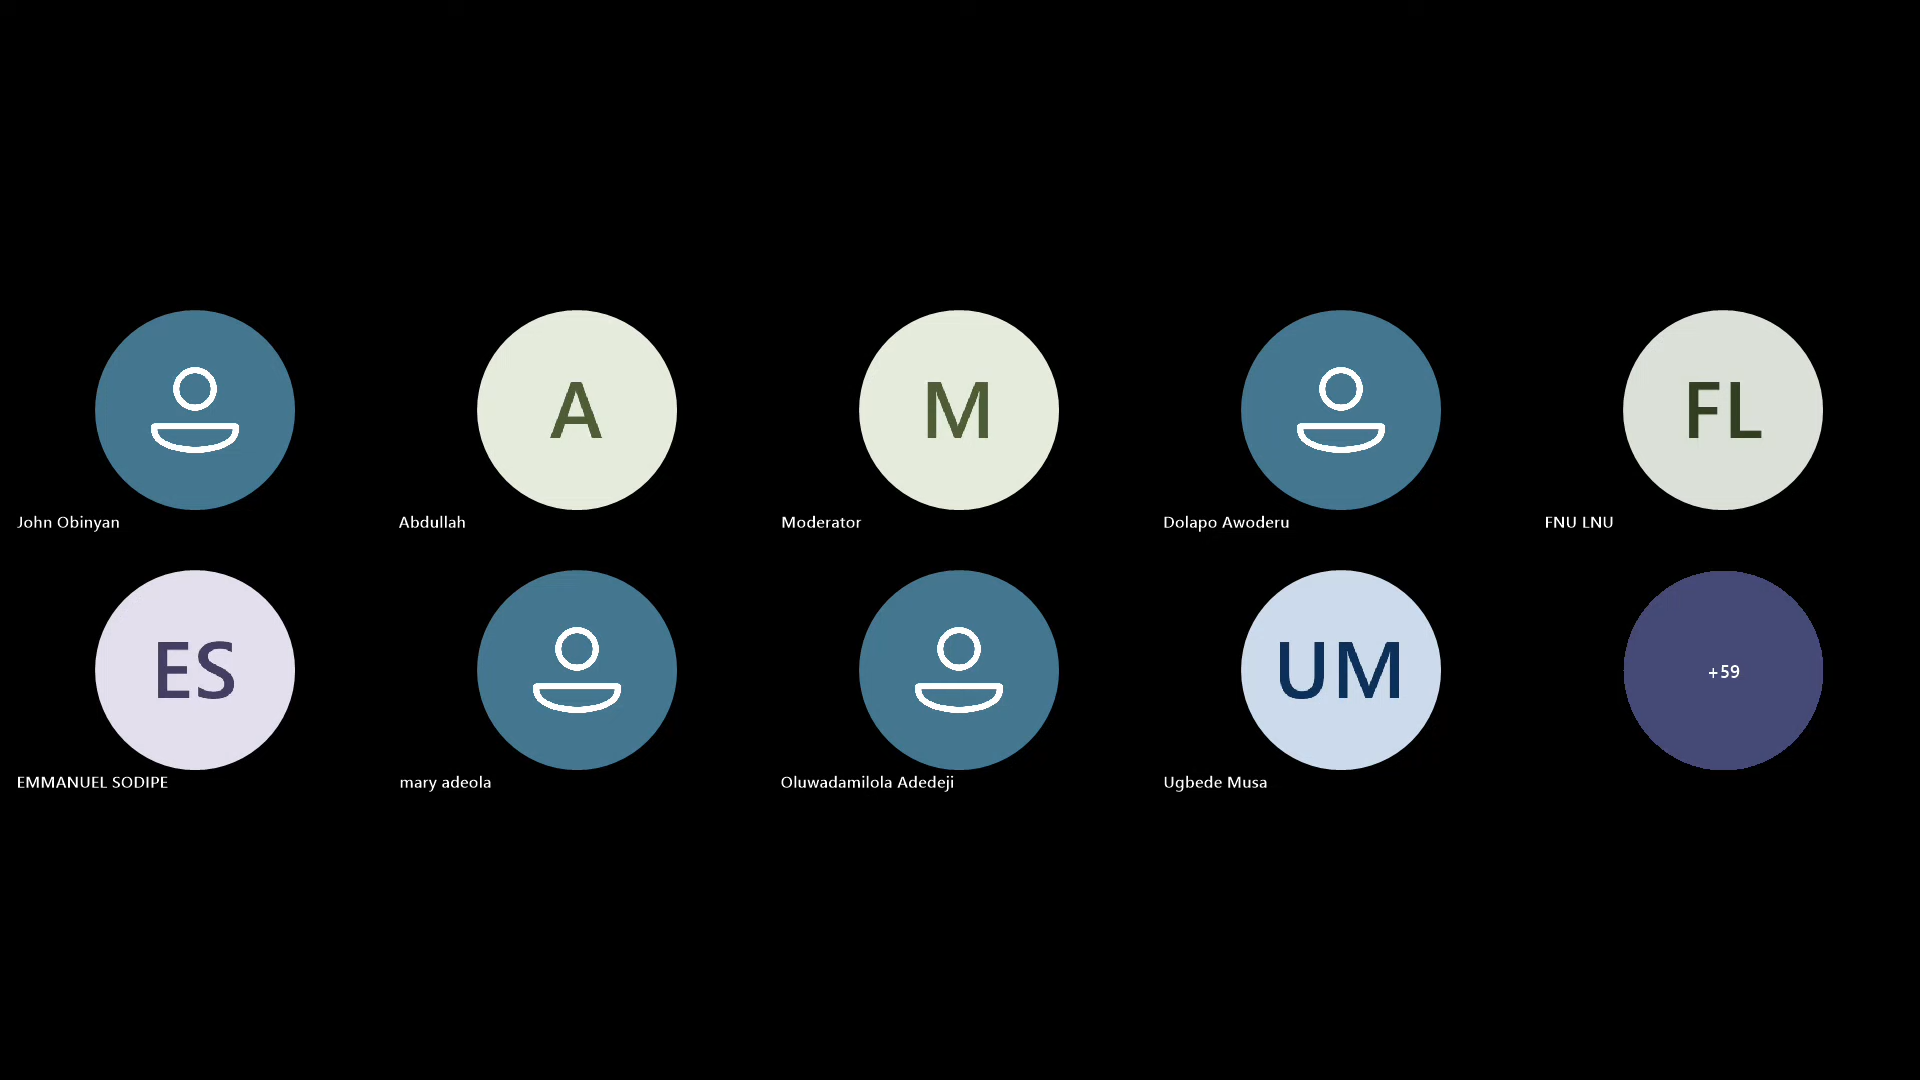 A
M
FL
John Obinyan
Abdullah
Moderator
Dolapo Awoderu
FNU LNU
ES
UM
+59
EMMANUEL SODIPE
mary adeola
Oluwadamilola Adedeji
Ugbede Musa